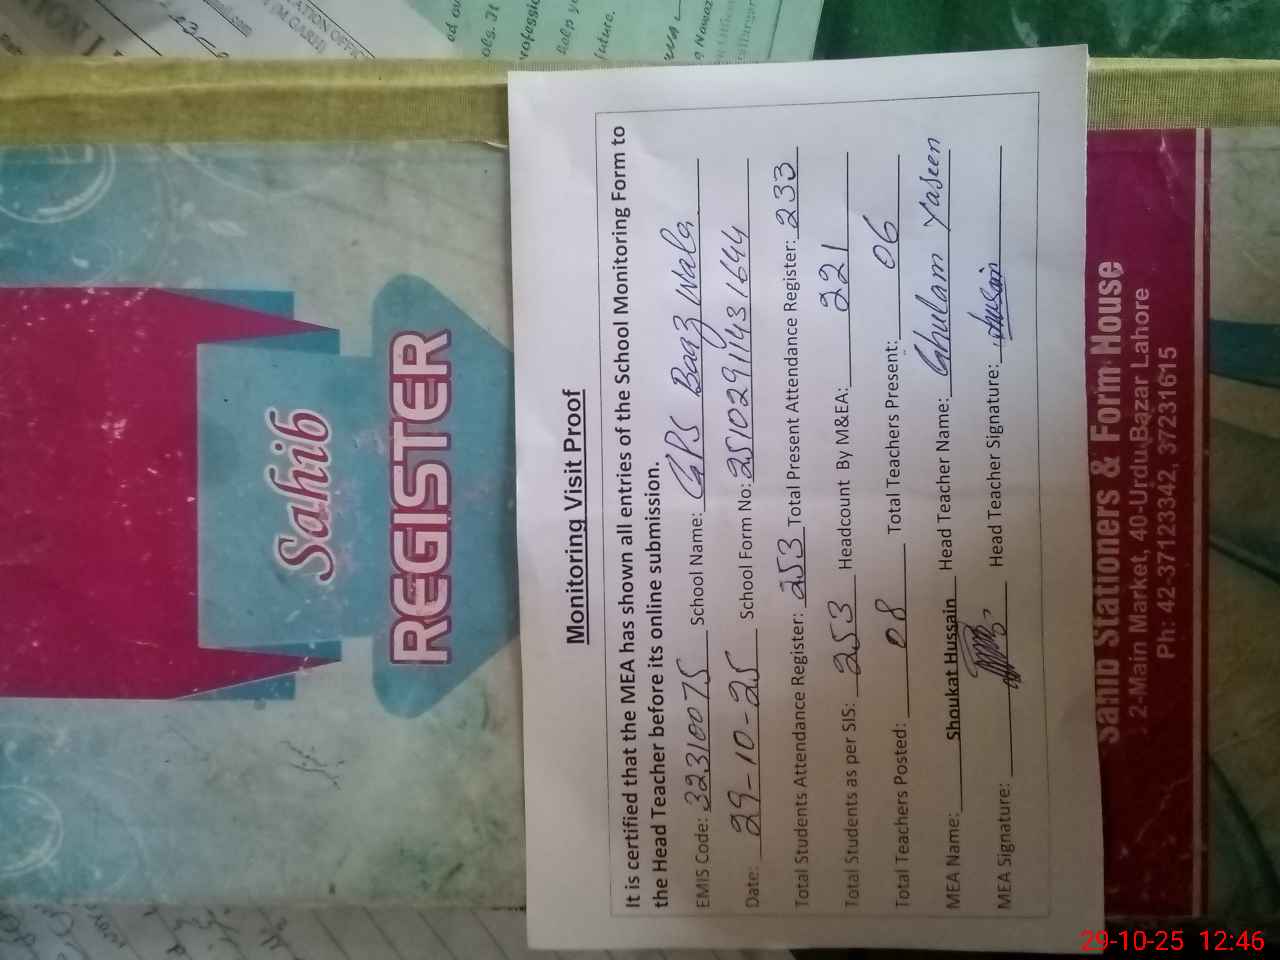 Monitoring Visit Proof
It is certified that the MEA has shown all entries of the School Monitoring Form to
the Head Teacher before its online submission.
EMIS Code: 32310075 School Name: GPS Baaz Wala
Date: 29-10-25 School Form No: 2510291143 1644
Total Students Attendance Register: 253 Total Present Attendance Register: 233
Total Students as per SIS: 253 Headcount By M&EA: 221
Total Teachers Posted: 08 Total Teachers Present: 06
MEA Name: Shoukat Hussain Head Teacher Name: Ghulam Yaseen
MEA Signature: Head Teacher Signature:
Sahib
REGISTER
Sahib Stationers & Form House
2-Main Market, 40-Urdu Bazar Lahore
Ph: 42-37123342, 37231615
29-10-25 12:46